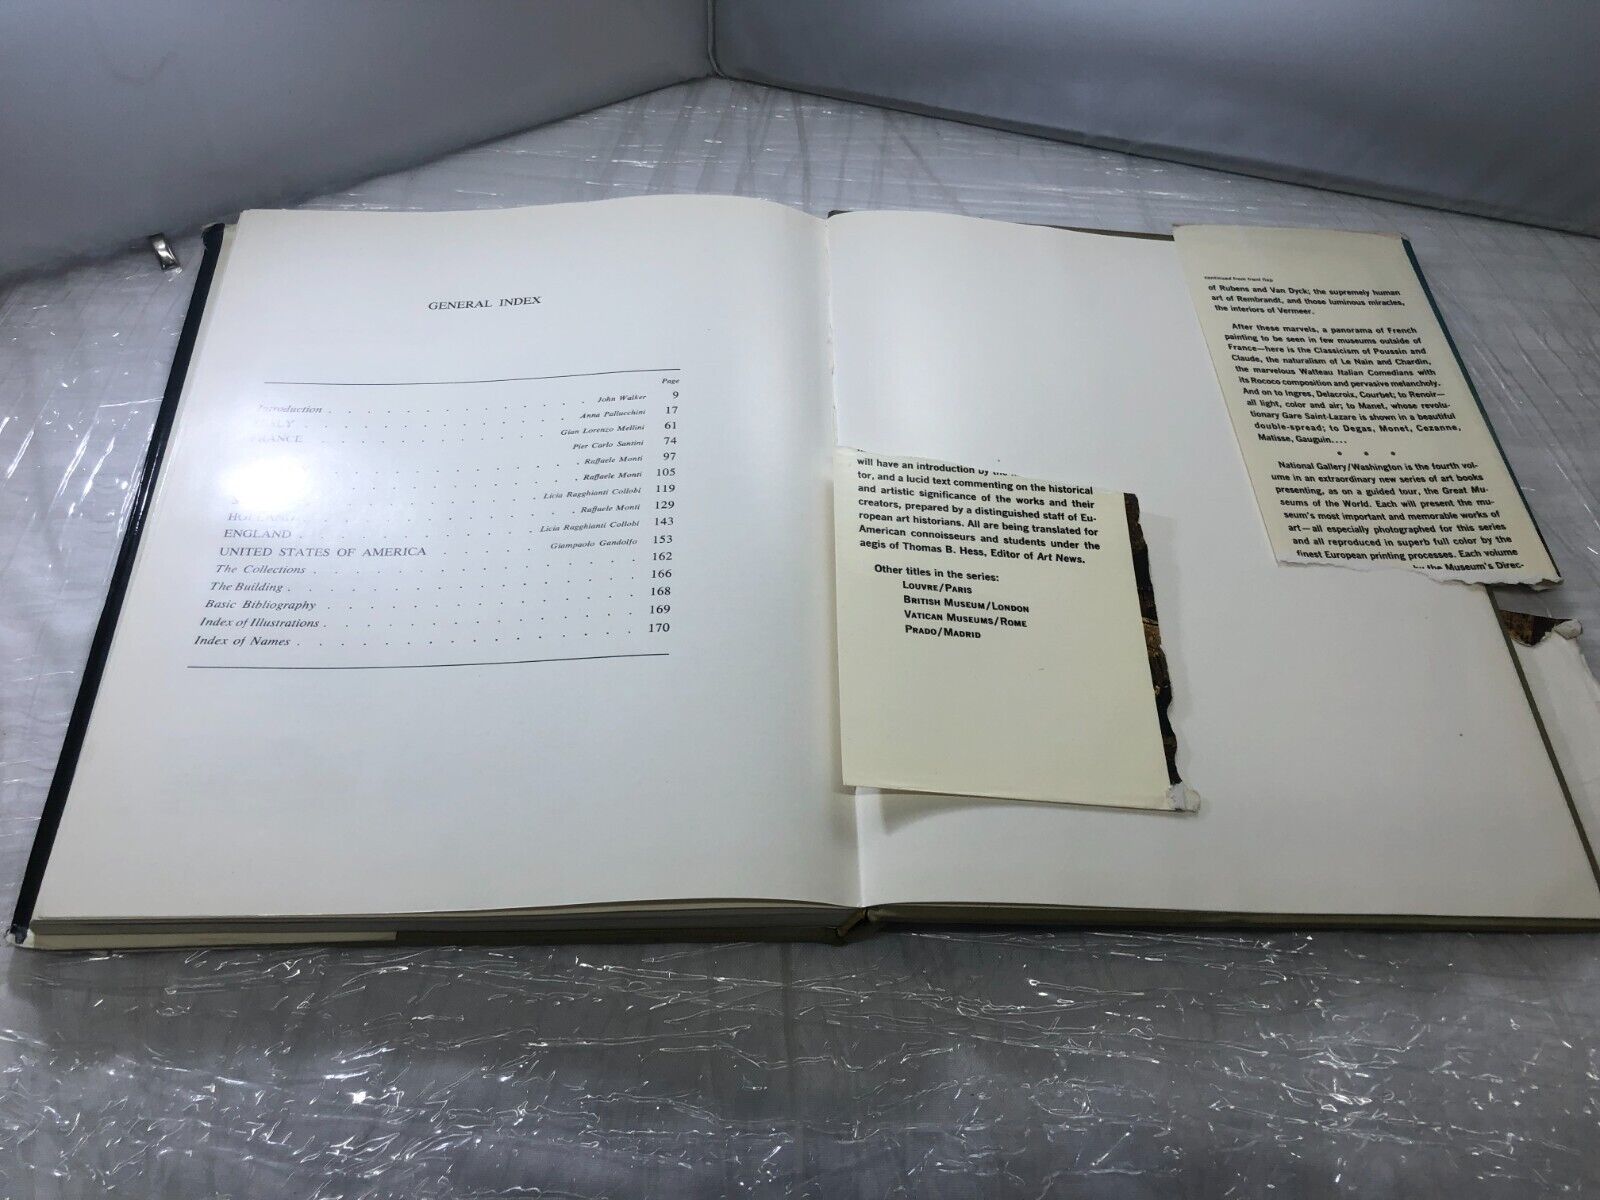 GENERAL INDEX
Page
Introduction . . . . . . . . . . . . John Walker 9
ITALY . . . . . . . . . . . . Anna Pallucchini 17
FRANCE . . . . . . . . . . Gian Lorenzo Mellini 61
Pier Carlo Santini 74
Raffaele Monti 97
Raffaele Monti 105
Licia Ragghianti Collobi 119
HOLLAND . . . . . . . . . . Raffaele Monti 129
ENGLAND . . . . . . . . Licia Ragghianti Collobi 143
UNITED STATES OF AMERICA . . . . Giampaolo Gandolfo 153
The Collections . . . . . . . . . . . . 162
The Building . . . . . . . . . . . . 166
Basic Bibliography . . . . . . . . . . . . 168
Index of Illustrations . . . . . . . . . . . . 169
Index of Names . . . . . . . . . . . . 170
continued from front flap
of Rubens and Van Dyck; the supremely human
art of Rembrandt, and those luminous miracles,
the interiors of Vermeer.
After these marvels, a panorama of French
painting to be seen in few museums outside of
France—here is the Classicism of Poussin and
Claude, the naturalism of Le Nain and Chardin,
the marvelous Watteau Italian Comedians with
its Rococo composition and pervasive melancholy.
And on to Ingres, Delacroix, Courbet; to Renoir—
all light, color and air; to Manet, whose revolu-
tionary Gare Saint-Lazare is shown in a beautiful
double-spread; to Degas, Monet, Cezanne,
Matisse, Gauguin....
* * *
National Gallery/Washington is the fourth vol-
ume in an extraordinary new series of art books
presenting, as on a guided tour, the Great Mu-
seums of the World. Each will present the mu-
seum's most important and memorable works of
art—all especially photographed for this series
and all reproduced in superb full color by the
finest European printing processes. Each volume
by the Museum's Direc-
will have an introduction by the
tor, and a lucid text commenting on the historical
and artistic significance of the works and their
creators, prepared by a distinguished staff of Eu-
ropean art historians. All are being translated for
American connoisseurs and students under the
aegis of Thomas B. Hess, Editor of Art News.
Other titles in the series:
LOUVRE/PARIS
BRITISH MUSEUM/LONDON
VATICAN MUSEUMS/ROME
PRADO/MADRID